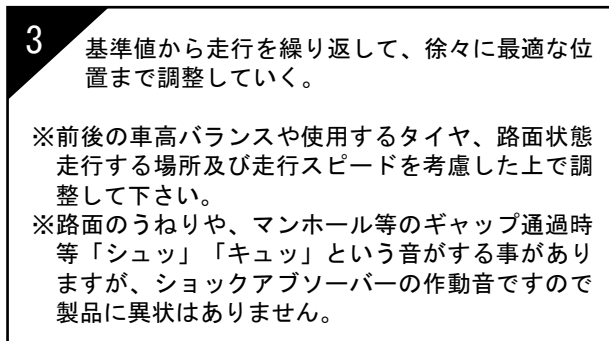 3
基準値から走行を繰り返して、徐々に最適な位
置まで調整していく。
※前後の車高バランスや使用するタイヤ、路面状態
走行する場所及び走行スピードを考慮した上で調
整して下さい。
※路面のうねりや、マンホール等のギャップ通過時
等「シュッ」「キュッ」という音がする事があり
ますが、ショックアブソーバーの作動音ですので
製品に異状はありません。